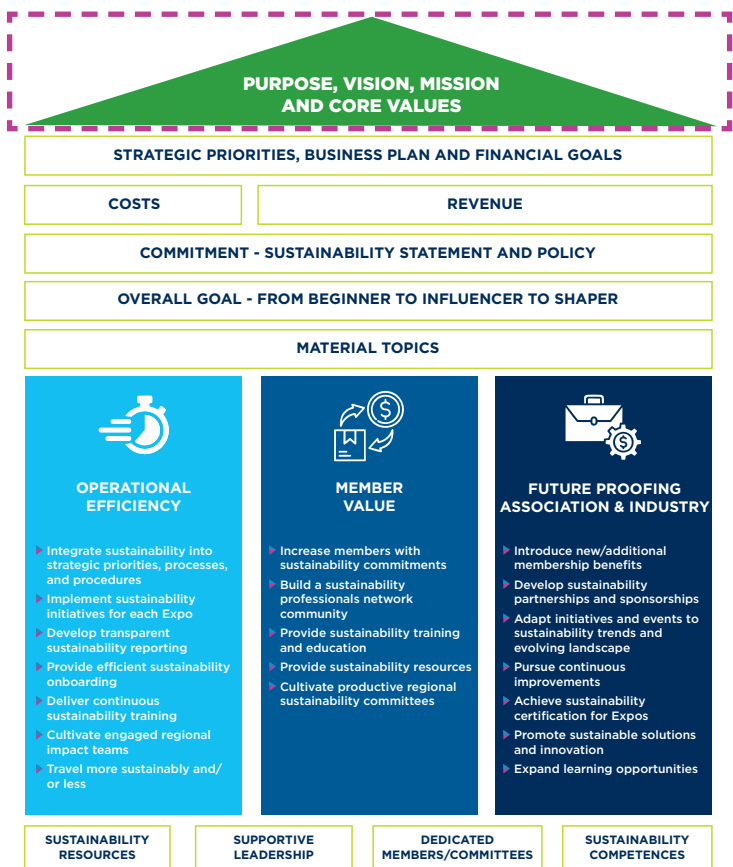 PURPOSE, VISION, MISSION
AND CORE VALUES
STRATEGIC PRIORITIES, BUSINESS PLAN AND FINANCIAL GOALS
COSTS
REVENUE
COMMITMENT - SUSTAINABILITY STATEMENT AND POLICY
OVERALL GOAL - FROM BEGINNER TO INFLUENCER TO SHAPER
MATERIAL TOPICS
OPERATIONAL
EFFICIENCY
Integrate sustainability into
strategic priorities, processes,
and procedures
Implement sustainability
initiatives for each Expo
Develop transparent
sustainability reporting
Provide efficient sustainability
onboarding
Deliver continuous
sustainability training
Cultivate engaged regional
impact teams
Travel more sustainably and/
or less
$
MEMBER
VALUE
Increase members with
sustainability commitments
Build a sustainability
professionals network
community
Provide sustainability training
and education
Provide sustainability resources
Cultivate productive regional
sustainability committees
$
FUTURE PROOFING
ASSOCIATION & INDUSTRY
Introduce new/additional
membership benefits
Develop sustainability
partnerships and sponsorships
Adapt initiatives and events to
sustainability trends and
evolving landscape
Pursue continuous
improvements
Achieve sustainability
certification for Expos
Promote sustainable solutions
and innovation
Expand learning opportunities
SUSTAINABILITY
RESOURCES
SUPPORTIVE
LEADERSHIP
DEDICATED
MEMBERS/COMMITTEES
SUSTAINABILITY
COMPETENCES